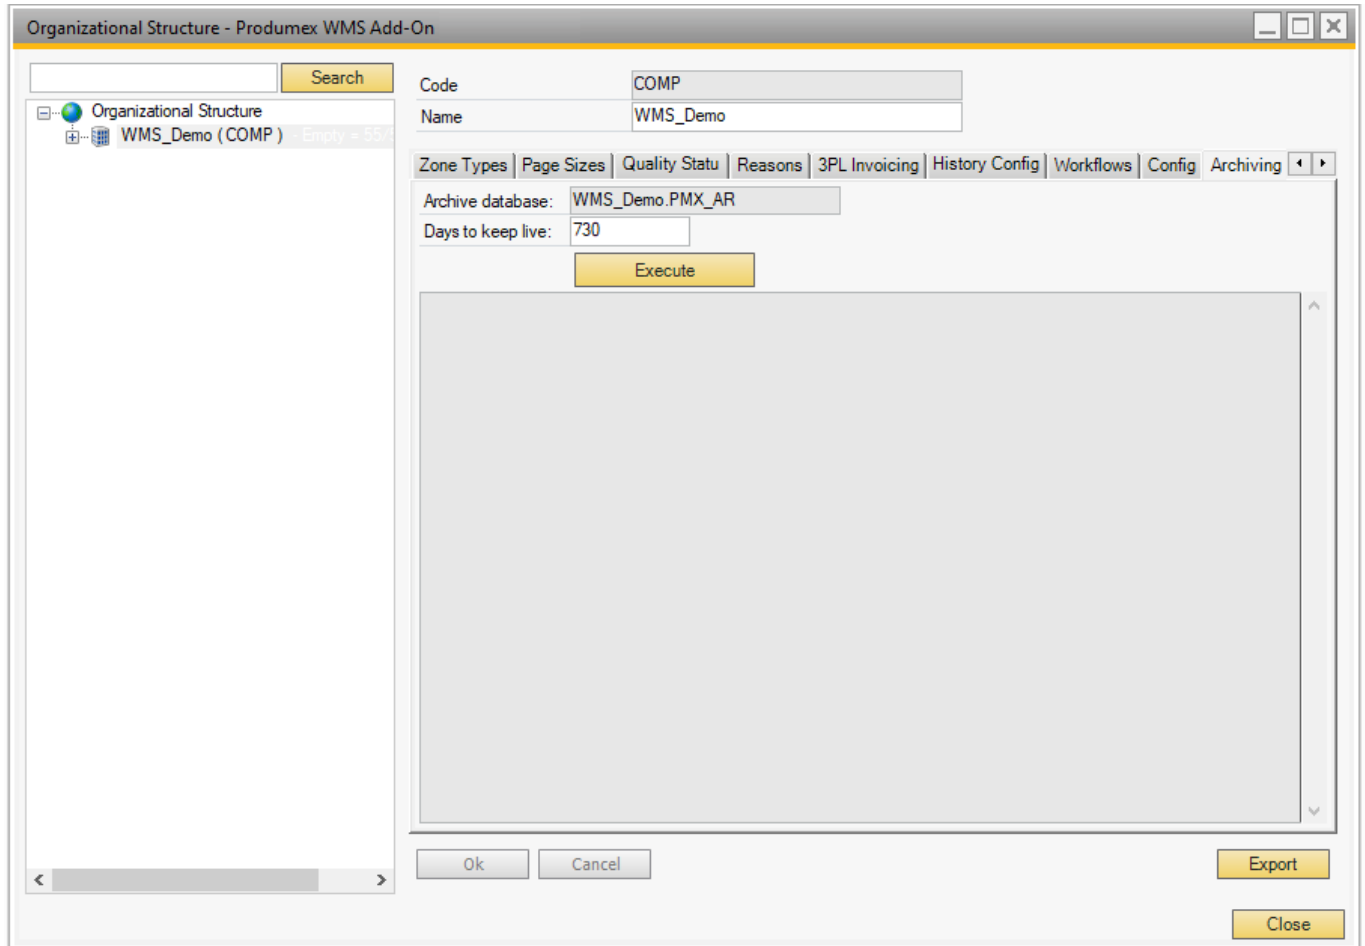 Organizational Structure - Produmex WMS Add-On
Search
Organizational Structure
WMS_Demo ( COMP ) - Empty = 55/
Code COMP
Name WMS_Demo
Zone Types Page Sizes Quality Statu Reasons 3PL Invoicing History Config Workflows Config Archiving
Archive database: WMS_Demo.PMX_AR
Days to keep live: 730
Execute
Ok Cancel Export
Close